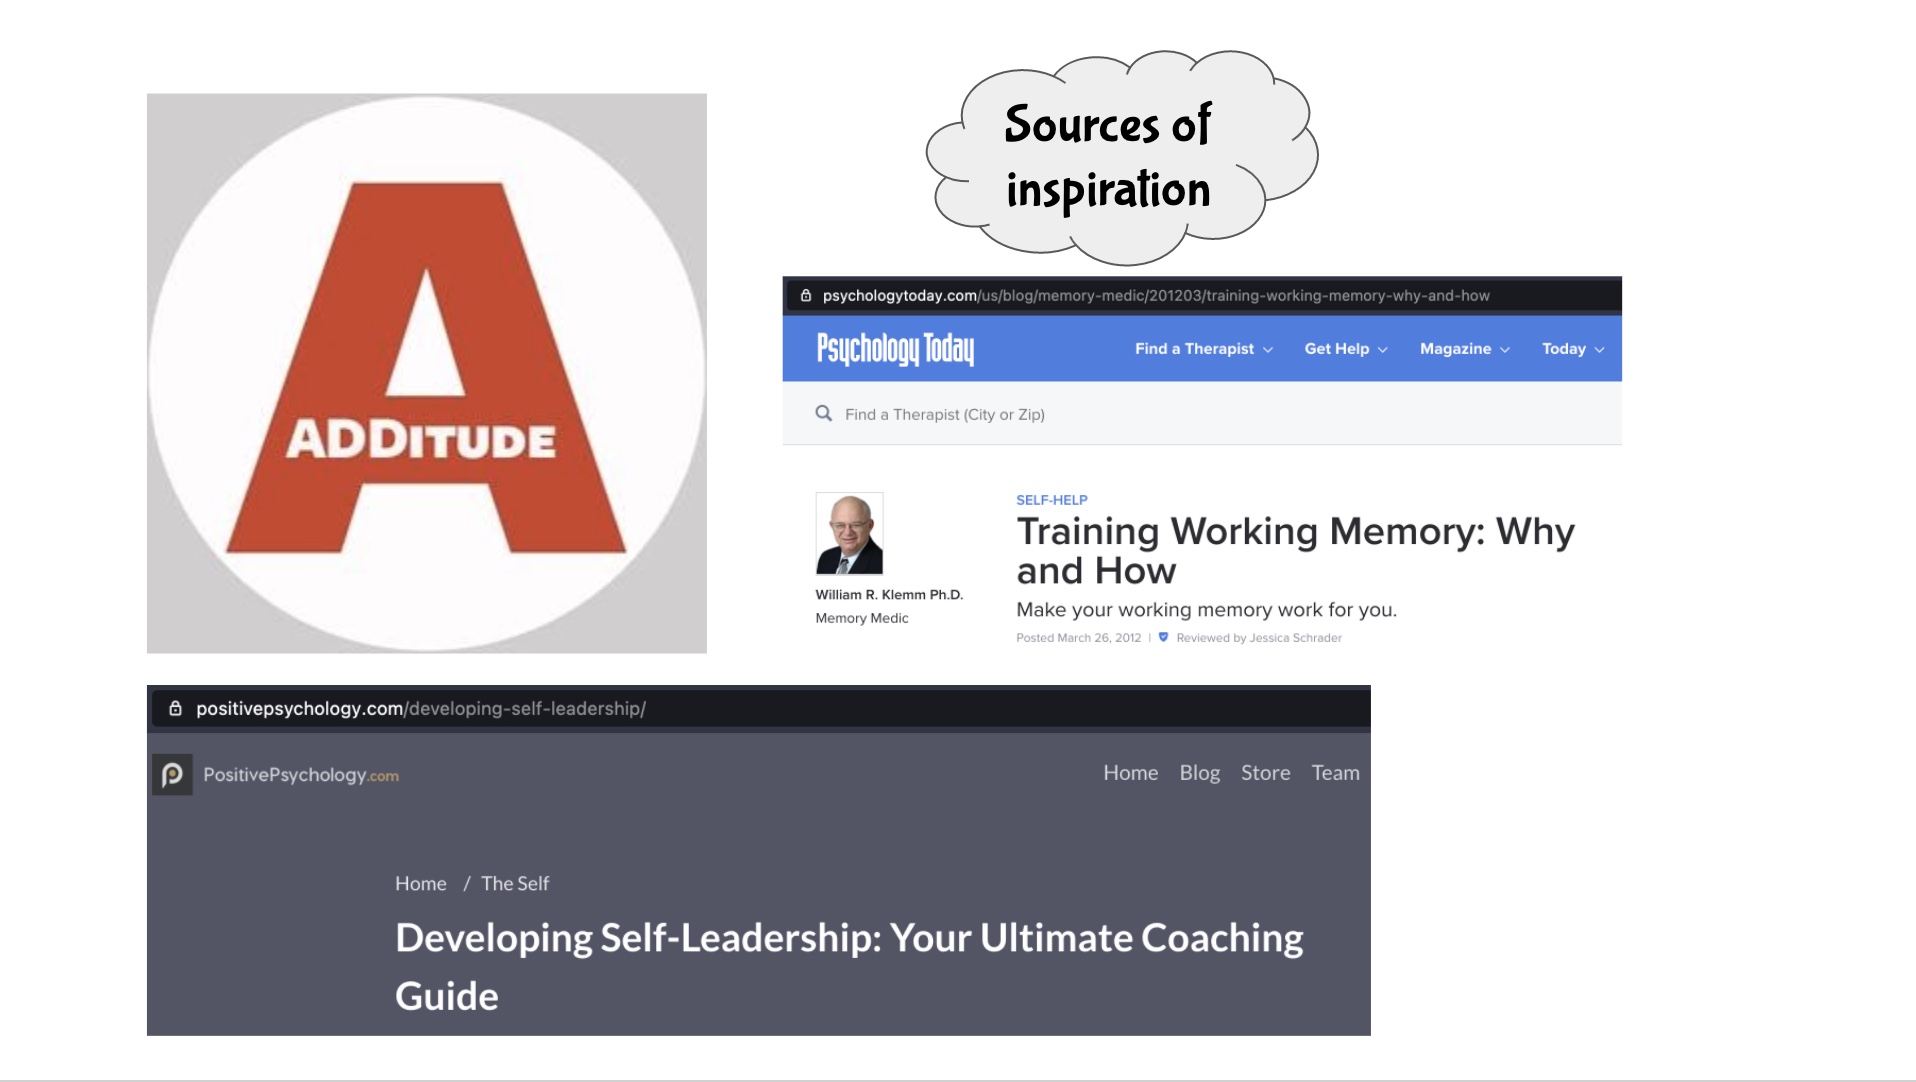 Sources of
inspiration
ADDITUDE
psychologytoday.com/us/blog/memory-medic/201203/training-working-memory-why-and-how
Psychology Today
Find a Therapist
Get Help
Magazine
Today
Find a Therapist (City or Zip)
William R. Klemm Ph.D.
Memory Medic
SELF-HELP
Training Working Memory: Why
and How
Make your working memory work for you.
Posted March 26, 2012 | Reviewed by Jessica Schrader
positivepsychology.com/developing-self-leadership/
PositivePsychology.com
Home Blog Store Team
Home / The Self
Developing Self-Leadership: Your Ultimate Coaching
Guide